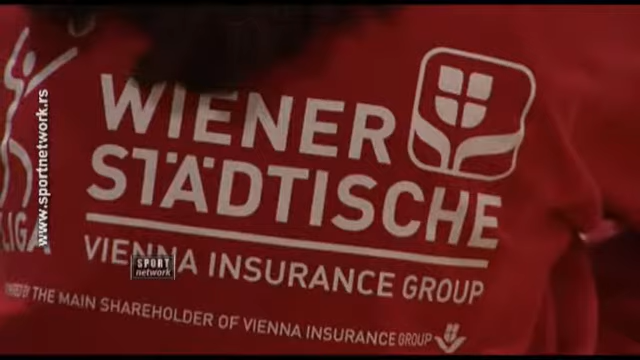 WIENER
STÄDTISCHE
VIENNA INSURANCE GROUP
THE MAIN SHAREHOLDER OF VIENNA INSURANCE GROUP
LIGA
www.sportnetwork.rs
SPORT
network